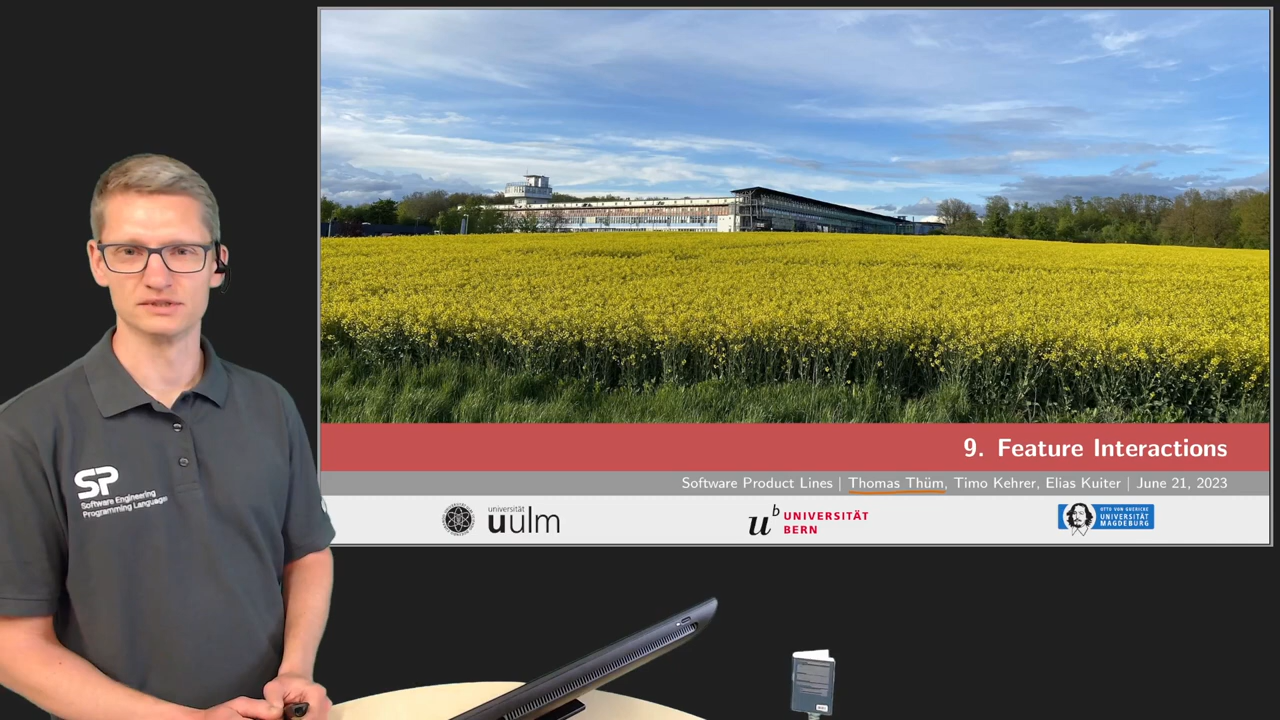 9. Feature Interactions
Software Product Lines | Thomas Thüm, Timo Kehrer, Elias Kuiter | June 21, 2023
universität
uulm
u b UNIVERSITÄT
BERN
OTTO VON GUERICKE
UNIVERSITÄT
MAGDEBURG
SP
Software Engineering
Programming Languages